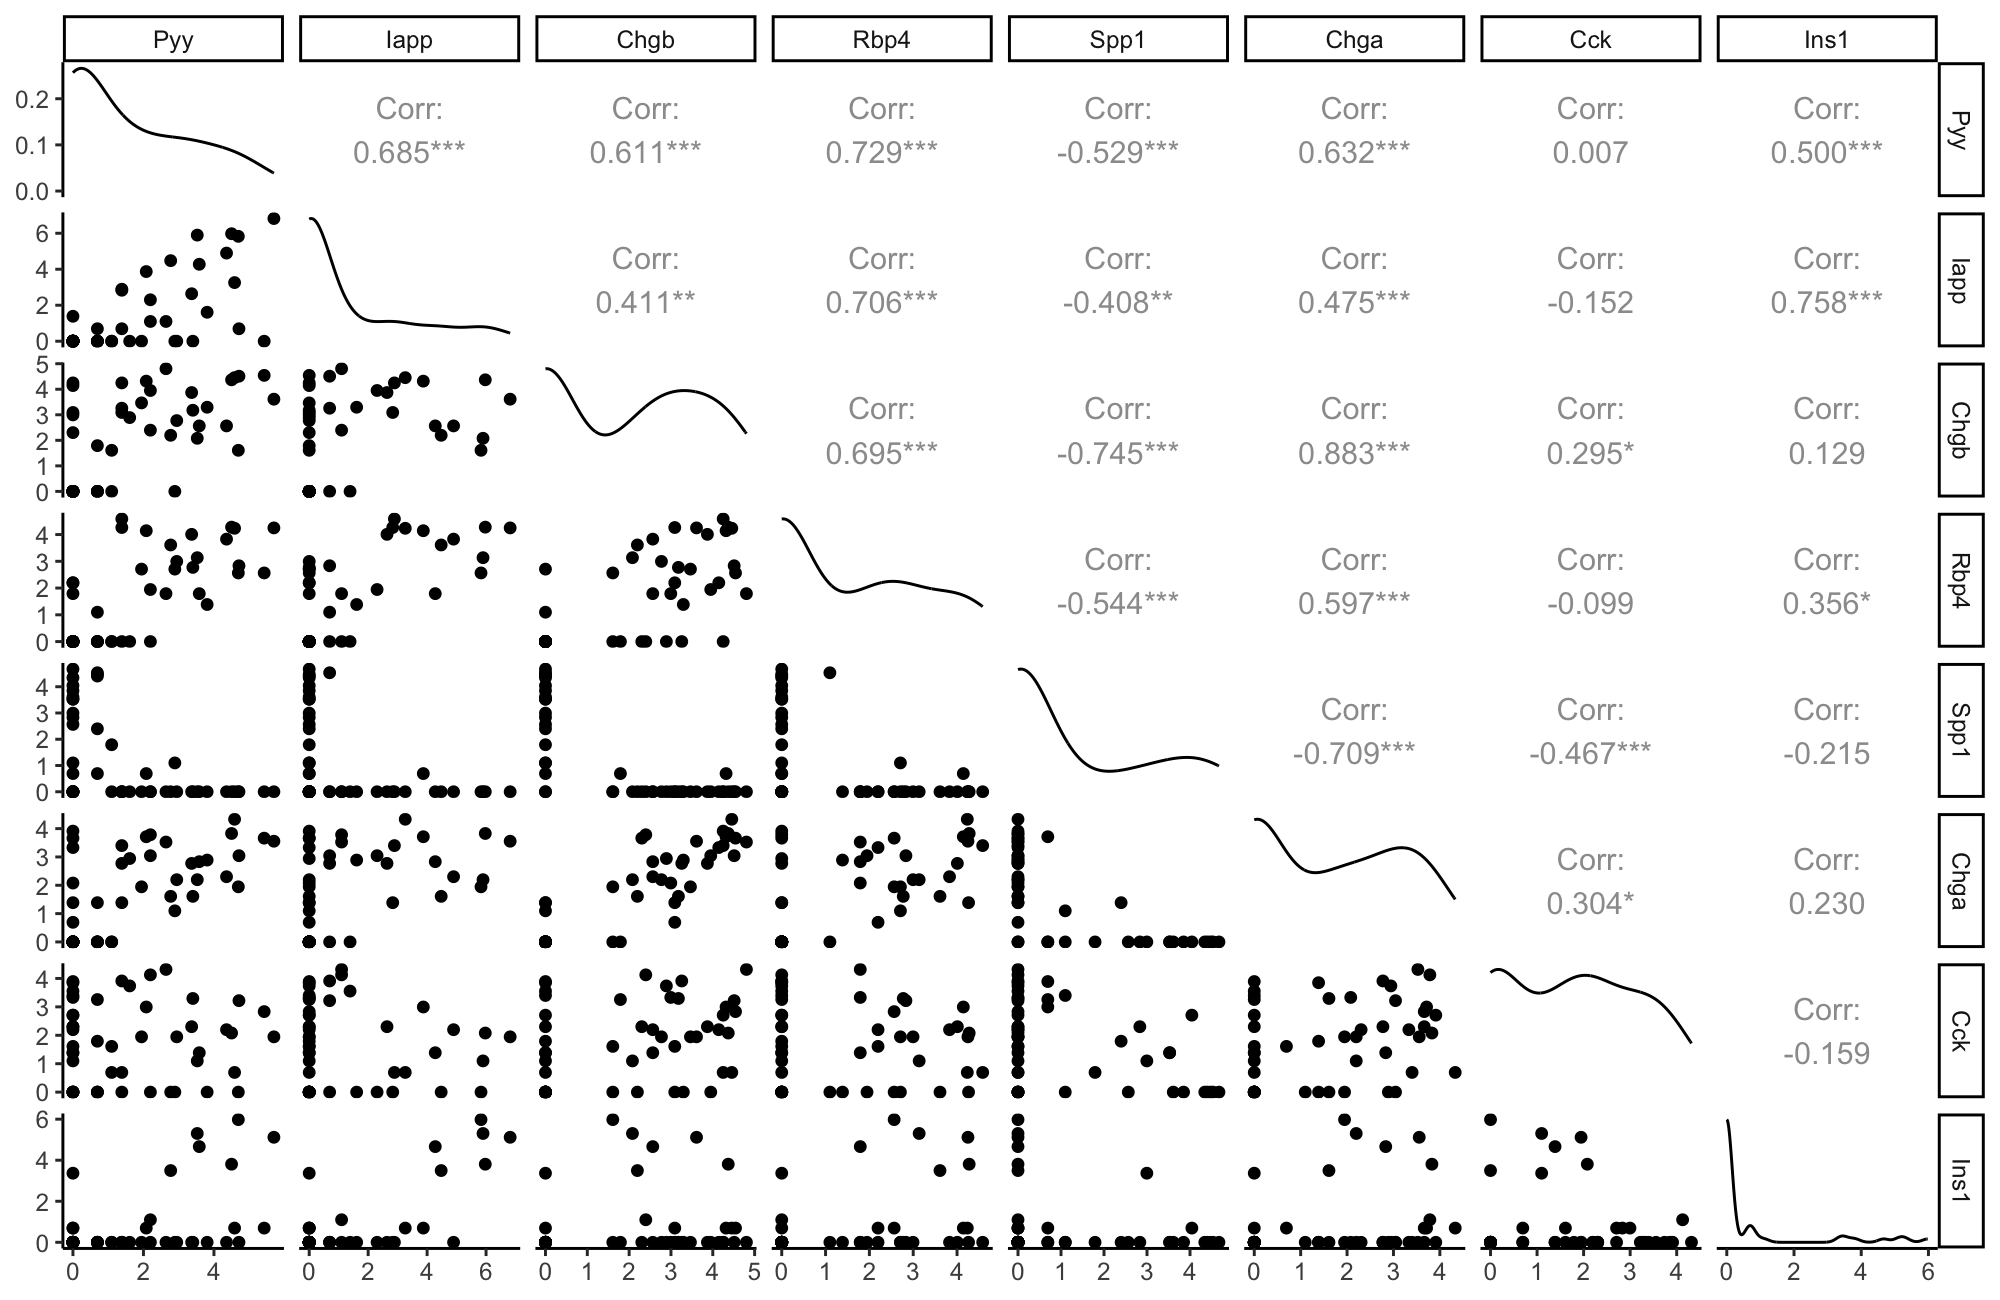 Pyy Iapp Chgb Rbp4 Spp1 Chga Cck Ins1
Corr: Corr: Corr: Corr: Corr: Corr: Corr:
0.685*** 0.611*** 0.729*** -0.529*** 0.632*** 0.007 0.500***
Pyy
0.2
0.1
0.0
Corr: Corr: Corr: Corr: Corr: Corr:
0.411** 0.706*** -0.408** 0.475*** -0.152 0.758***
Iapp
6
4
2
0
Corr: Corr: Corr: Corr: Corr:
0.695*** -0.745*** 0.883*** 0.295* 0.129
Chgb
5
4
3
2
1
0
Corr: Corr: Corr: Corr:
-0.544*** 0.597*** -0.099 0.356*
Rbp4
4
3
2
1
0
Corr: Corr: Corr:
-0.709*** -0.467*** -0.215
Spp1
4
3
2
1
0
Corr: Corr:
0.304* 0.230
Chga
4
3
2
1
0
Corr:
-0.159
Cck
4
3
2
1
0
Ins1
6
4
2
0
0 2 4 0 2 4 6 0 1 2 3 4 5 0 1 2 3 4 0 1 2 3 4 0 1 2 3 4 0 1 2 3 4 0 2 4 6